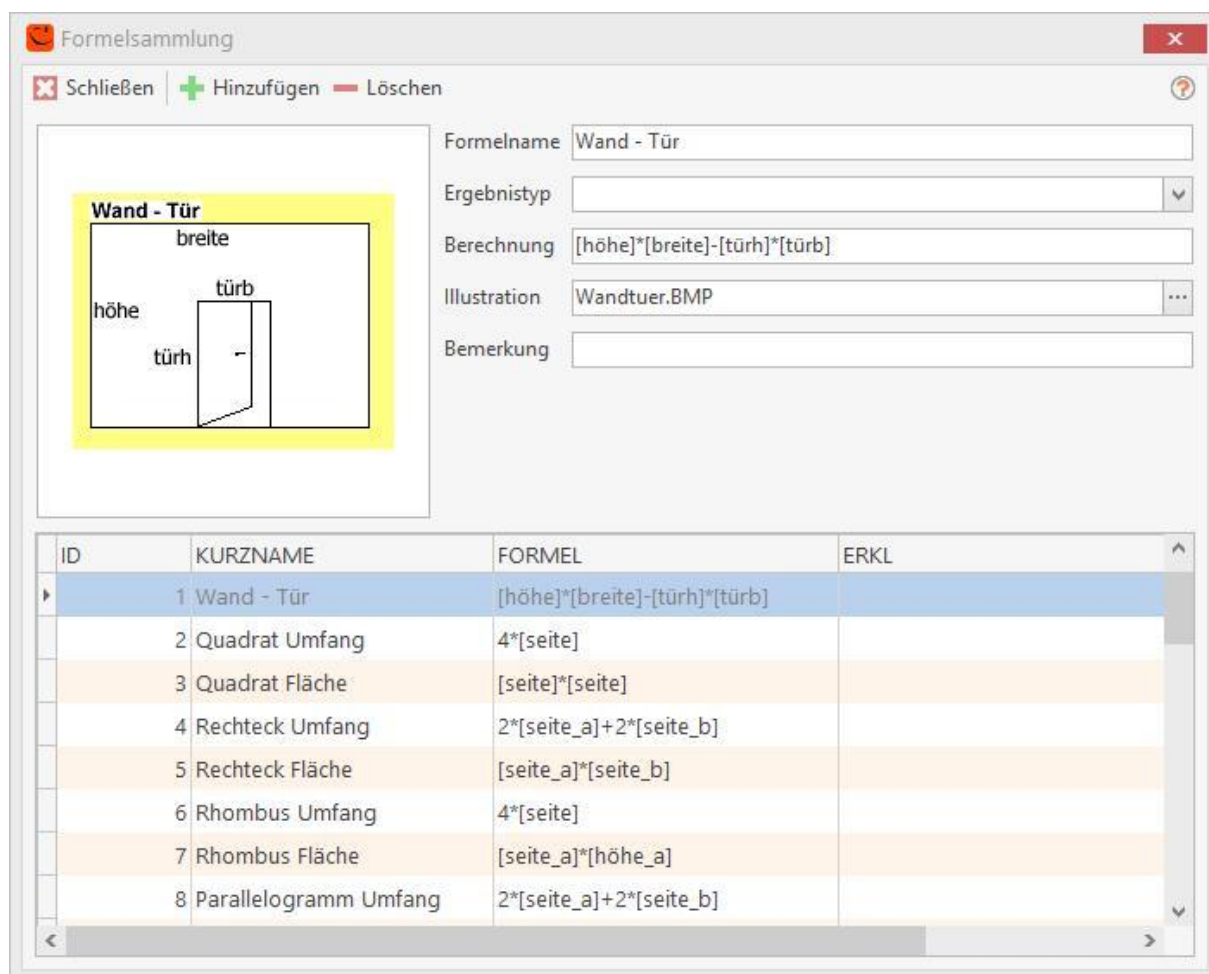 Formelsammlung
Schließen Hinzufügen Löschen
Wand - Tür
breite
türb
höhe
türh
Formelname Wand - Tür
Ergebnistyp
Berechnung [höhe]*[breite]-[türh]*[türb]
Illustration Wandtuer.BMP ...
Bemerkung
ID KURZNAME FORMEL ERKL
1 Wand - Tür [höhe]*[breite]-[türh]*[türb]
2 Quadrat Umfang 4*[seite]
3 Quadrat Fläche [seite]*[seite]
4 Rechteck Umfang 2*[seite_a]+2*[seite_b]
5 Rechteck Fläche [seite_a]*[seite_b]
6 Rhombus Umfang 4*[seite]
7 Rhombus Fläche [seite_a]*[höhe_a]
8 Parallelogramm Umfang 2*[seite_a]+2*[seite_b]